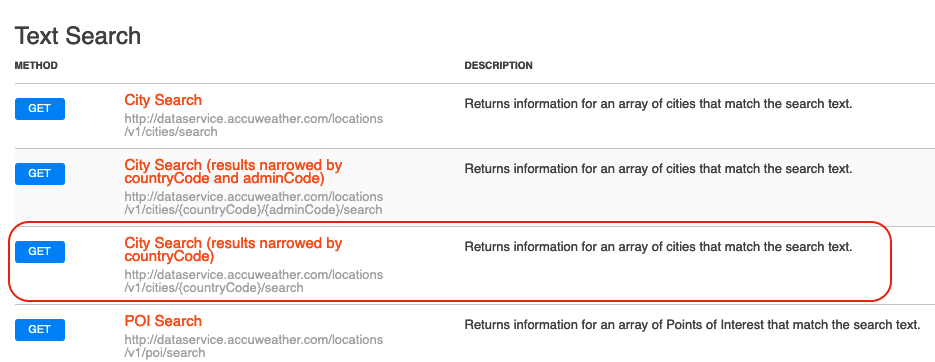 Text Search
METHOD DESCRIPTION
GET City Search Returns information for an array of cities that match the search text.
http://dataservice.accuweather.com/locations
/v1/cities/search
GET City Search (results narrowed by Returns information for an array of cities that match the search text.
countryCode and adminCode)
http://dataservice.accuweather.com/locations
/v1/cities/{countryCode}/{adminCode}/search
GET City Search (results narrowed by Returns information for an array of cities that match the search text.
countryCode)
http://dataservice.accuweather.com/locations
/v1/cities/{countryCode}/search
GET POI Search Returns information for an array of Points of Interest that match the search text.
http://dataservice.accuweather.com/locations
/v1/poi/search